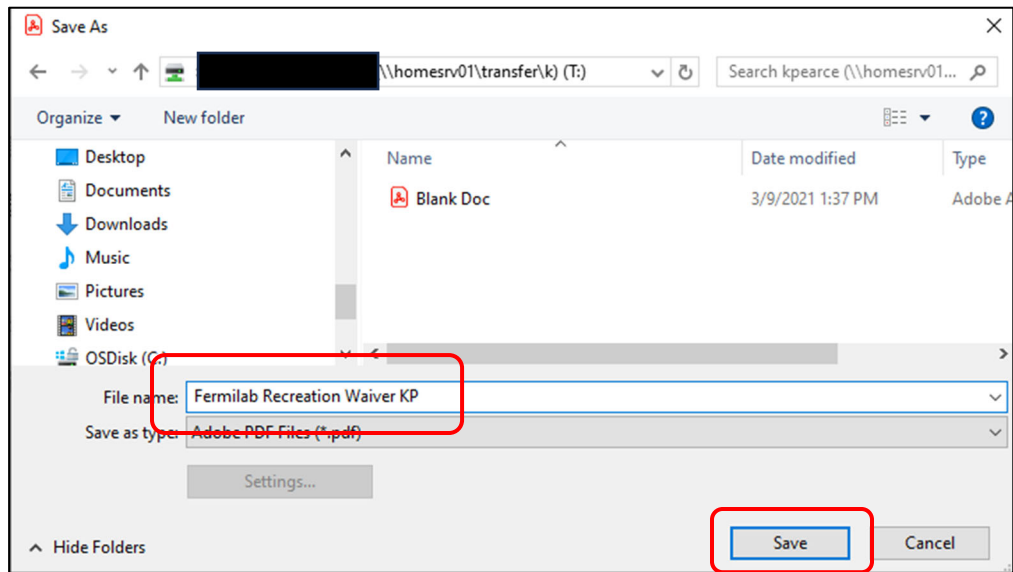 Save As
\\homesrv01\transfer\k) (T:)
Search kpearce (\\homesrv01...
Organize
New folder
Name
Date modified
Type
Desktop
Documents
Downloads
Music
Pictures
Videos
OSDisk (C:)
Blank Doc
3/9/2021 1:37 PM
Adobe A
File name:
Fermilab Recreation Waiver KP
Save as type:
Adobe PDF Files (*.pdf)
Settings...
Hide Folders
Save
Cancel